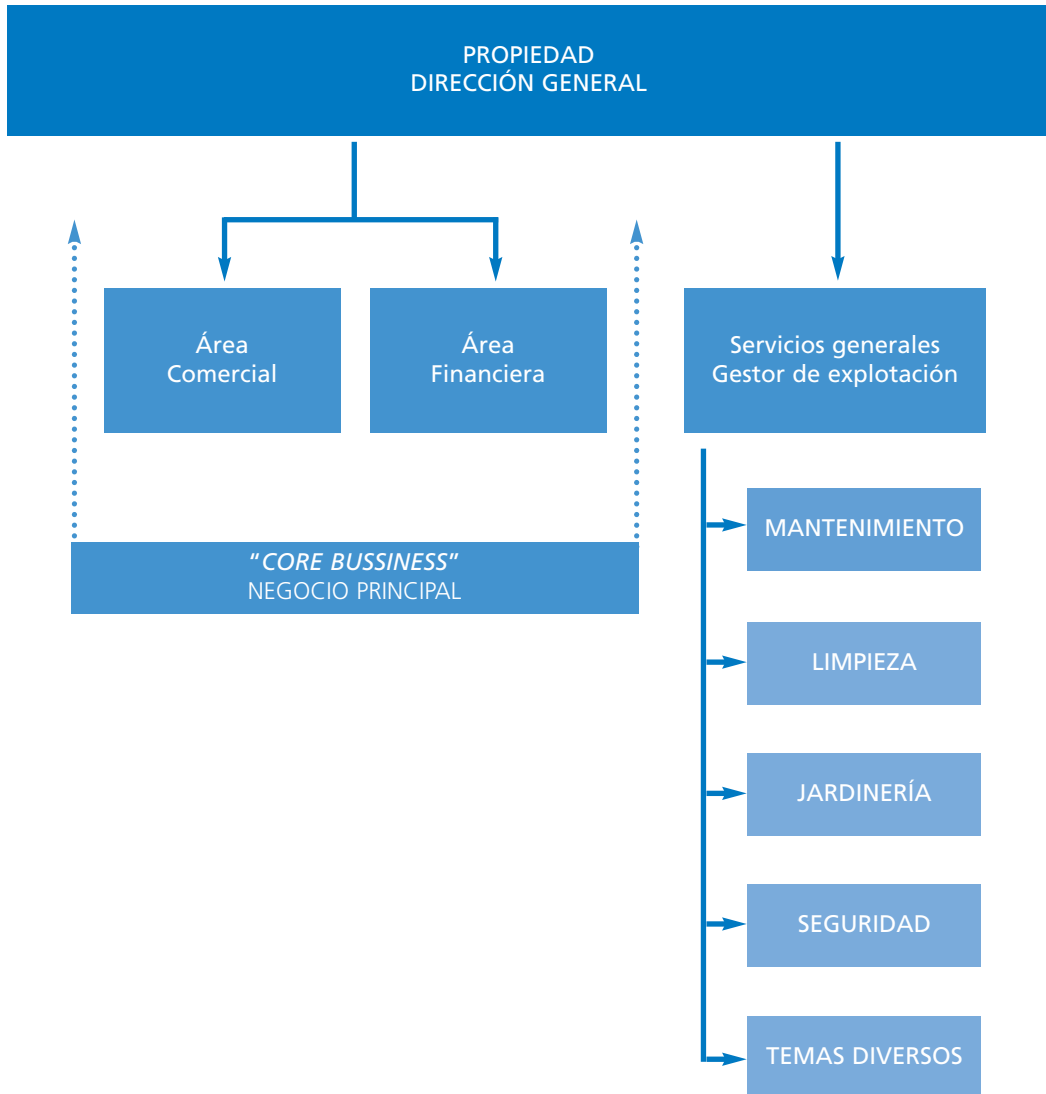 PROPIEDAD
DIRECCIÓN GENERAL
Área
Comercial
Área
Financiera
Servicios generales
Gestor de explotación
"CORE BUSSINESS"
NEGOCIO PRINCIPAL
MANTENIMIENTO
LIMPIEZA
JARDINERÍA
SEGURIDAD
TEMAS DIVERSOS